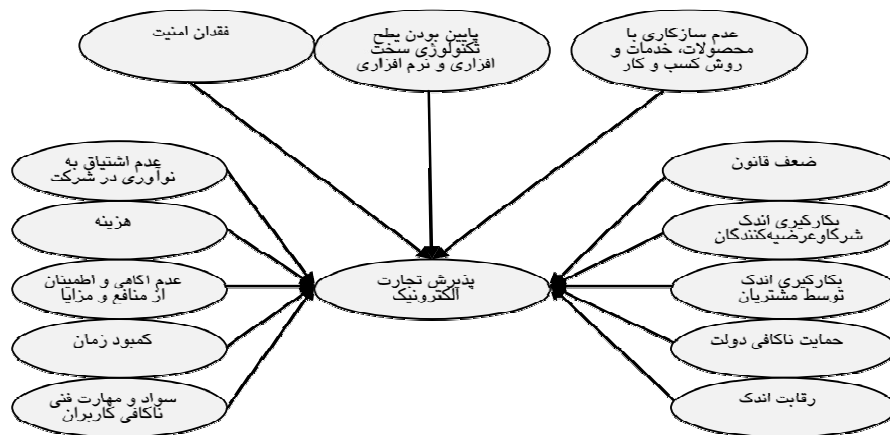 عدم سازکاری با
محصولات، خدمات و
روش کسب و کار
پایین بودن سطح
تکنولوژی سخت
افزاری و نرم افزاری
فقدان امنیت
ضعف قانون
بکارگیری اندک
شرکاوعرضه‌کنندگان
بکارگیری اندک
توسط مشتریان
حمایت ناکافی دولت
رقابت اندک
پذیرش تجارت
الکترونیک
عدم اشتیاق به
نوآوری در شرکت
هزینه
عدم آگاهی و اطمینان
از منافع و مزایا
کمبود زمان
سواد و مهارت فنی
ناکافی کاربران